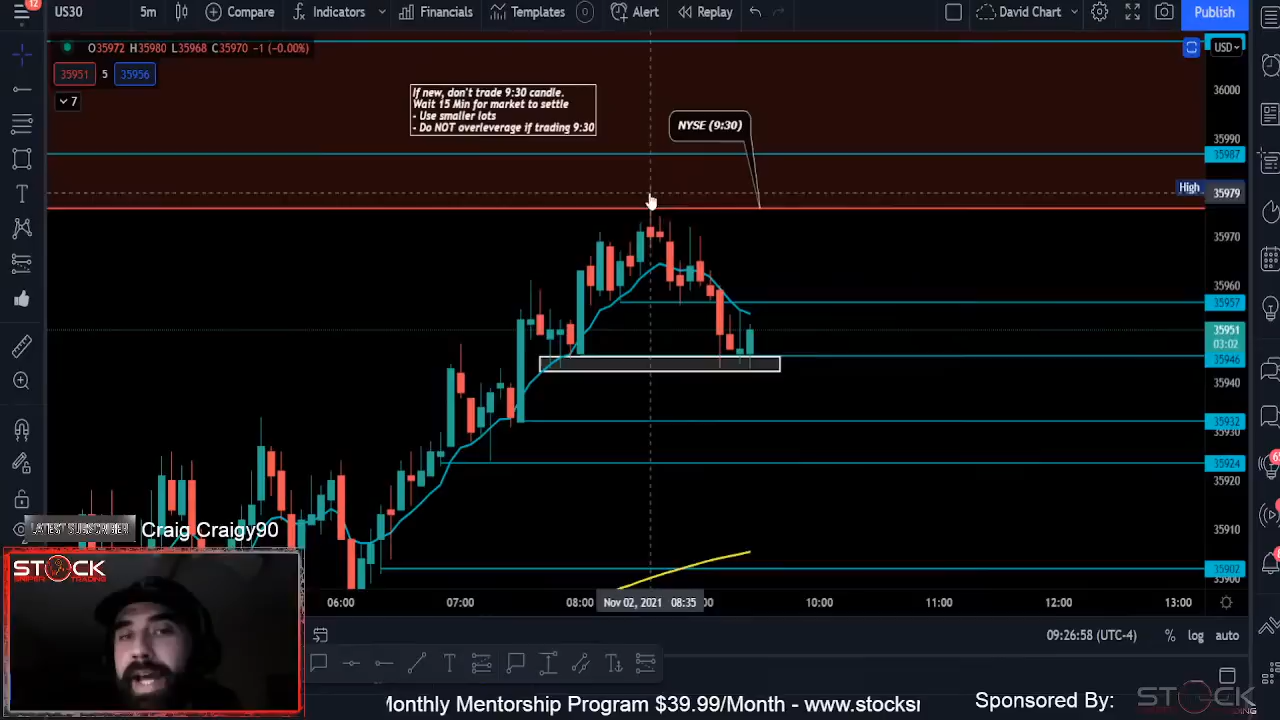 12
US30
5m
Compare
Indicators
Financials
Templates
Alert
Replay
David Chart
Publish
O35972 H35980 L35968 C35970 −1 (−0.00%)
USD
35951 5 35956
7
If new, don't trade 9:30 candle.
Wait 15 Min for market to settle
- Use smaller lots
- Do NOT overleverage if trading 9:30
NYSE (9:30)
36000
35990
35987
High 35979
35970
35960
35957
35951
03:02
35946
35940
35932
35930
35924
35920
35910
35902
35900
LATEST SUBSCRIBER
Craig Craigy90
STOCK
SNIPER TRADING
06:00
07:00
08:00
Nov 02, 2021 08:35
10:00
11:00
12:00
13:00
09:26:58 (UTC-4)
%
log
auto
Monthly Mentorship Program $39.99/Month - www.stocksn
Sponsored By:
STOCK